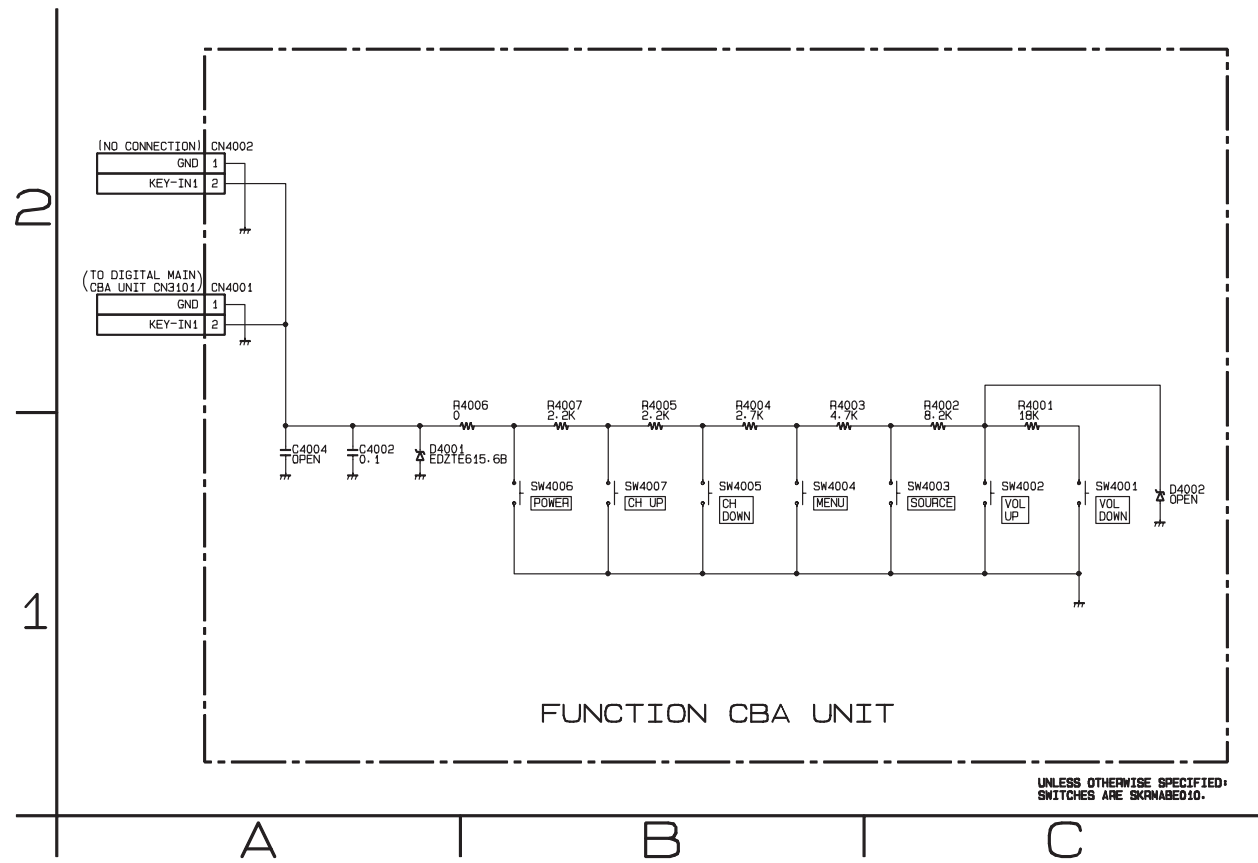 (NO CONNECTION) CN4002
GND 1
KEY-IN1 2
2
(TO DIGITAL MAIN
CBA UNIT CN3101) CN4001
GND 1
KEY-IN1 2
R4006
0
R4007
2.2K
R4005
2.2K
R4004
2.7K
R4003
4.7K
R4002
8.2K
R4001
18K
C4004
OPEN
C4002
0.1
D4001
EDZTE615.6B
SW4006
POWER
SW4007
CH UP
SW4005
CH
DOWN
SW4004
MENU
SW4003
SOURCE
SW4002
VOL
UP
SW4001
VOL
DOWN
D4002
OPEN
1
FUNCTION CBA UNIT
UNLESS OTHERWISE SPECIFIED:
SWITCHES ARE SKRMABE010.
A B C